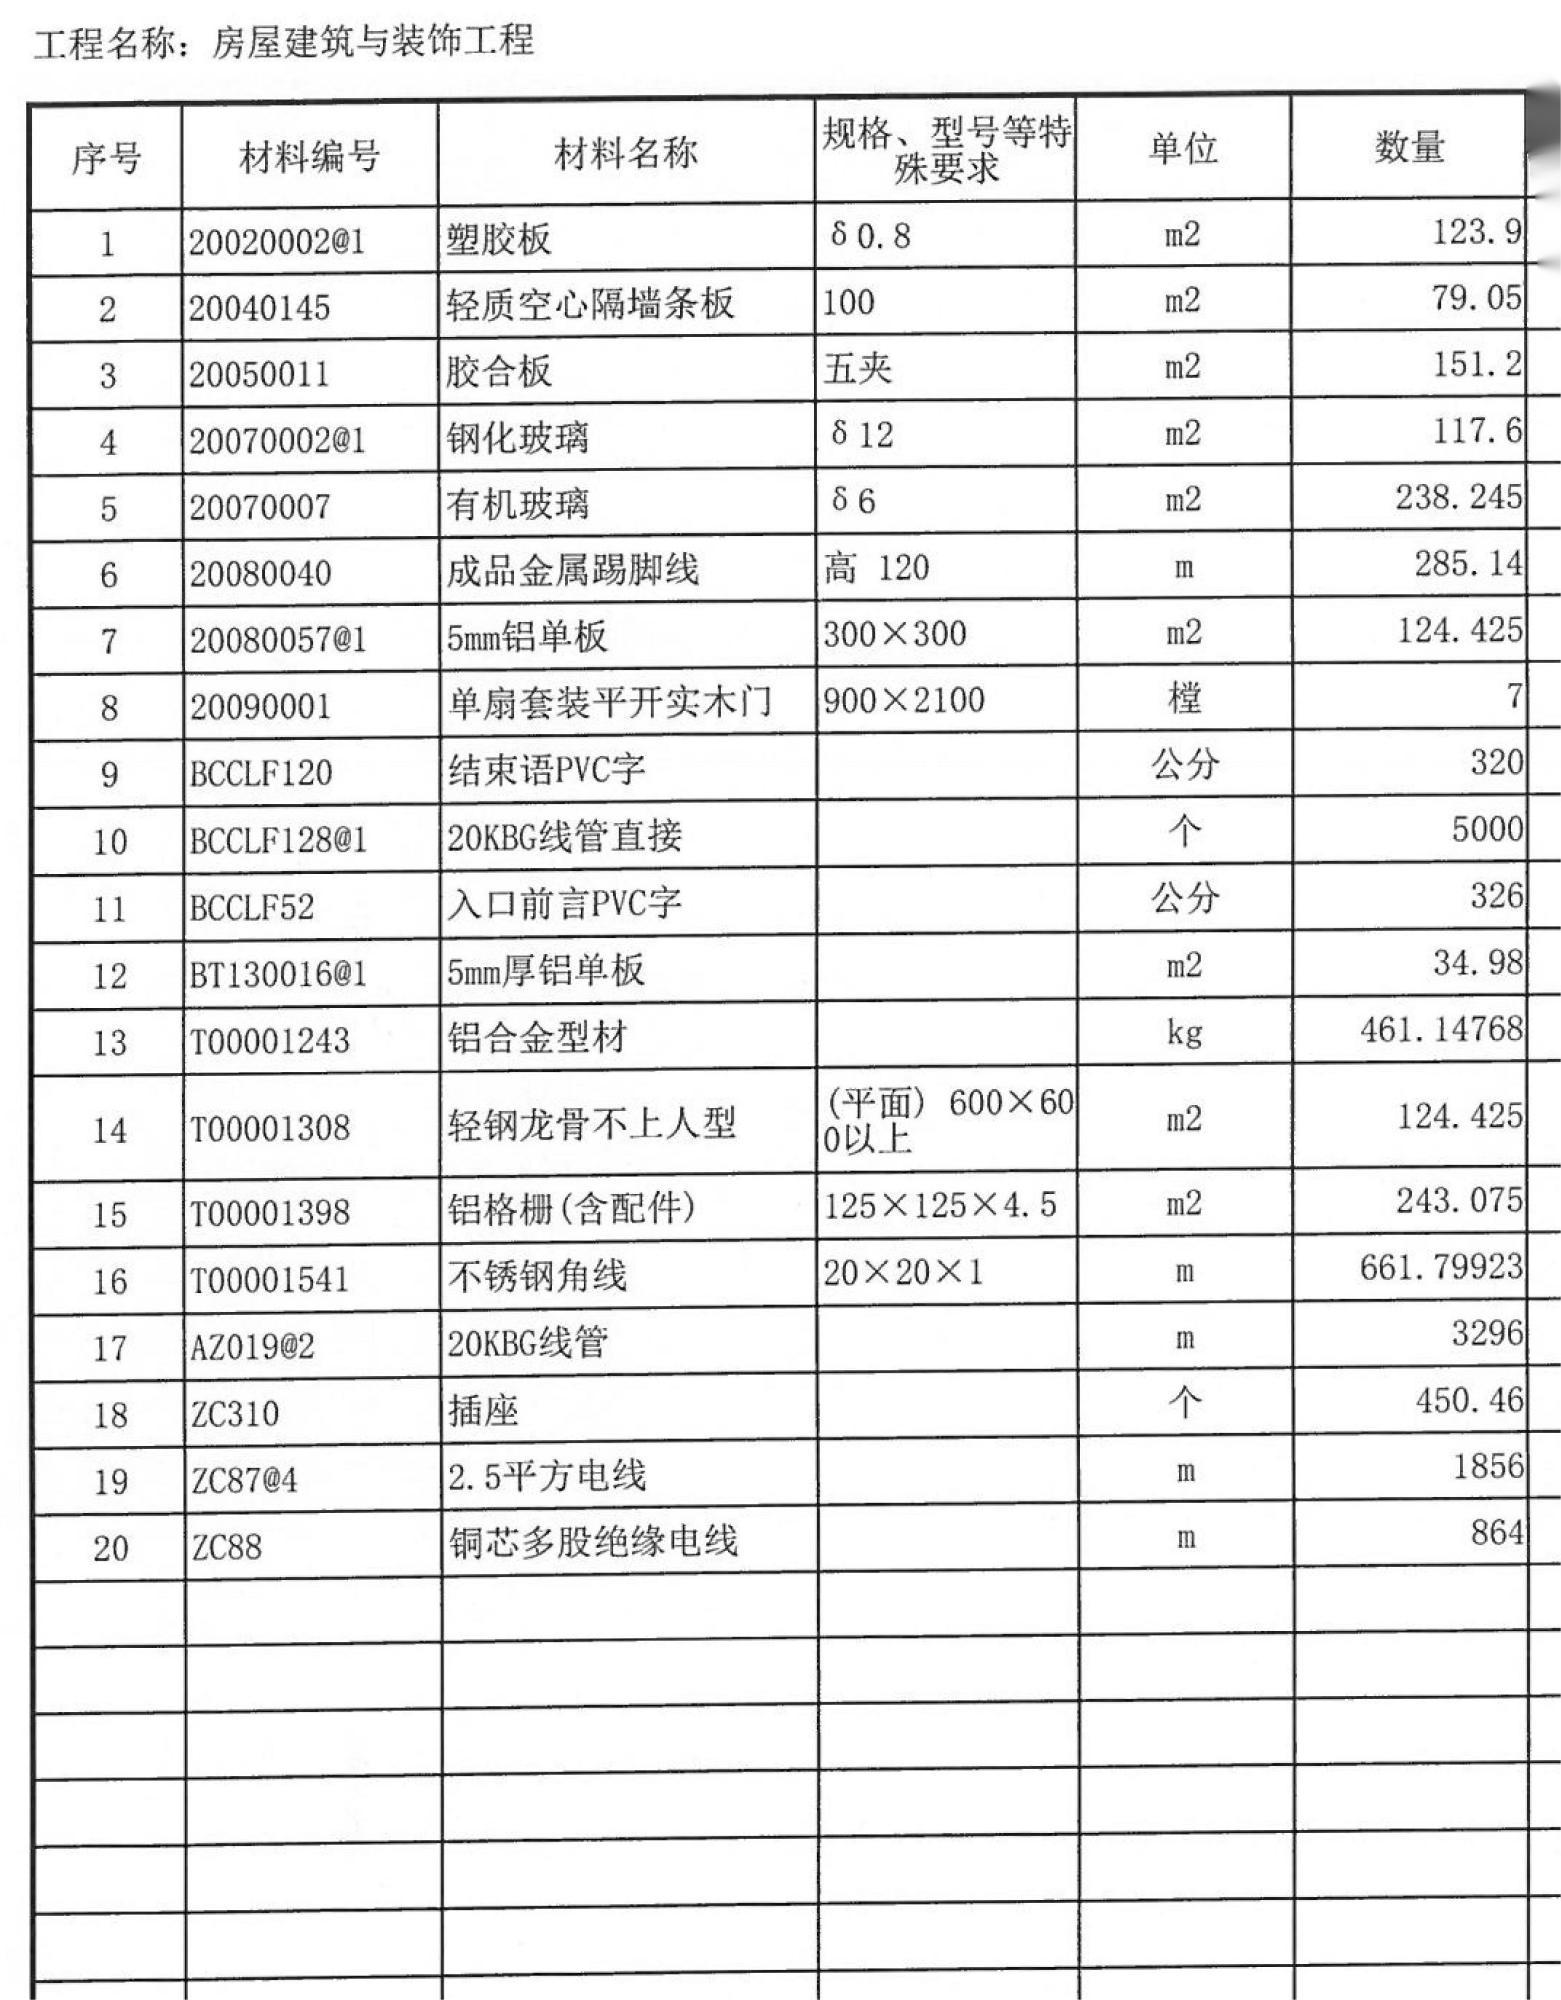 工程名称：房屋建筑与装饰工程
序号 材料编号 材料名称 规格、型号等特殊要求 单位 数量
1 20020002@1 塑胶板 δ0.8 m2 123.9
2 20040145 轻质空心隔墙条板 100 m2 79.05
3 20050011 胶合板 五夹 m2 151.2
4 20070002@1 钢化玻璃 δ12 m2 117.6
5 20070007 有机玻璃 δ6 m2 238.245
6 20080040 成品金属踢脚线 高 120 m 285.14
7 20080057@1 5mm铝单板 300×300 m2 124.425
8 20090001 单扇套装平开实木门 900×2100 樘 7
9 BCCLF120 结束语PVC字 公分 320
10 BCCLF128@1 20KBG线管直接 个 5000
11 BCCLF52 入口前言PVC字 公分 326
12 BT130016@1 5mm厚铝单板 m2 34.98
13 T00001243 铝合金型材 kg 461.14768
14 T00001308 轻钢龙骨不上人型 (平面) 600×600以上 m2 124.425
15 T00001398 铝格栅(含配件) 125×125×4.5 m2 243.075
16 T00001541 不锈钢角线 20×20×1 m 661.79923
17 AZ019@2 20KBG线管 m 3296
18 ZC310 插座 个 450.46
19 ZC87@4 2.5平方电线 m 1856
20 ZC88 铜芯多股绝缘电线 m 864